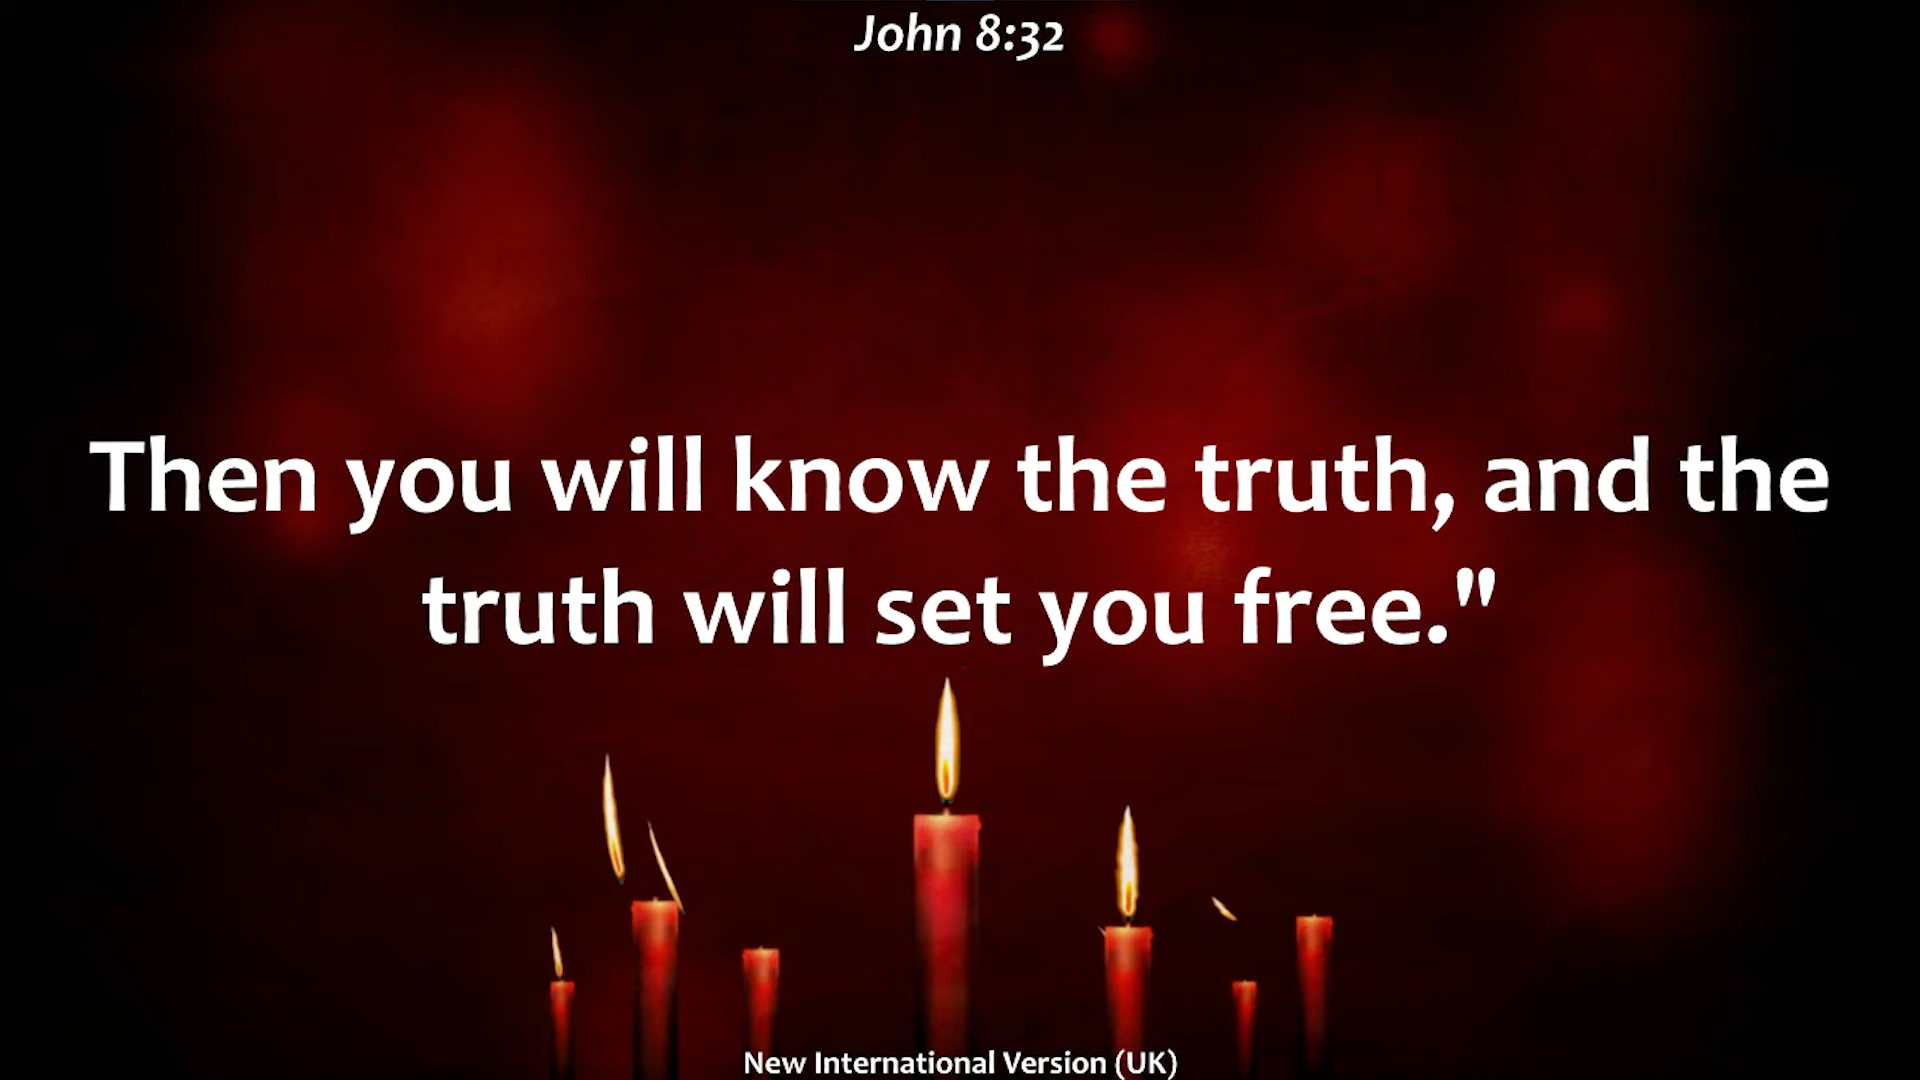 John 8:32
Then you will know the truth, and the
truth will set you free."
New International Version (UK)